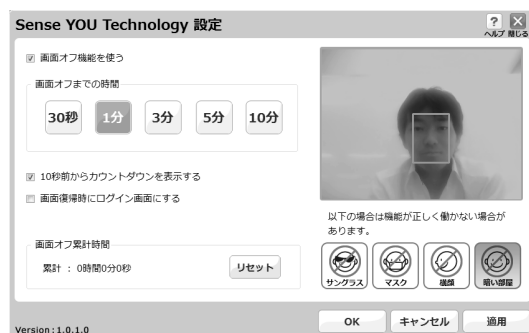 Sense YOU Technology 設定
?
ヘルプ 閉じる
画面オフ機能を使う
画面オフまでの時間
30秒 1分 3分 5分 10分
10秒前からカウントダウンを表示する
画面復帰時にログイン画面にする
以下の場合は機能が正しく働かない場合が
あります。
画面オフ累計時間
累計 : 0時間0分0秒 リセット
サングラス マスク 横顔 暗い部屋
OK キャンセル 適用
Version : 1.0.1.0